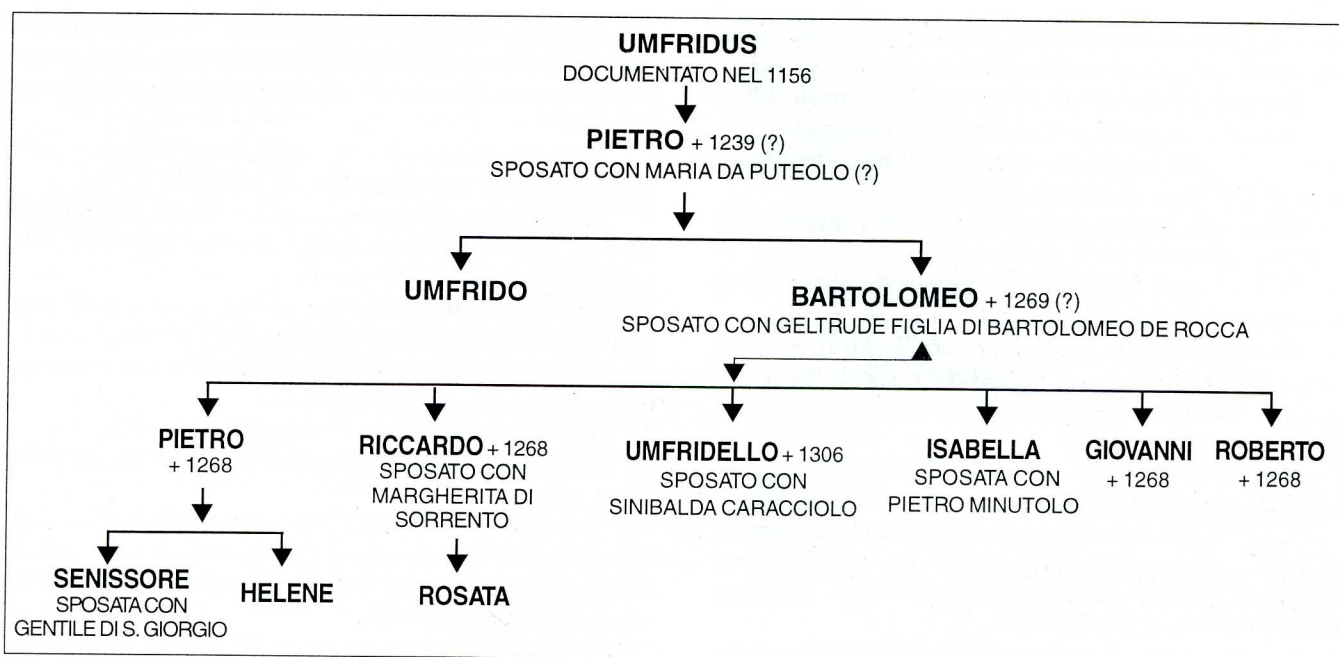 UMFRIDUS
DOCUMENTATO NEL 1156
PIETRO + 1239 (?)
SPOSATO CON MARIA DA PUTEOLO (?)
UMFRIDO
BARTOLOMEO + 1269 (?)
SPOSATO CON GELTRUDE FIGLIA DI BARTOLOMEO DE ROCCA
PIETRO
+ 1268
RICCARDO + 1268
SPOSATO CON
MARGHERITA DI
SORRENTO
UMFRIDELLO + 1306
SPOSATO CON
SINIBALDA CARACCIOLO
ISABELLA
SPOSATA CON
PIETRO MINUTOLO
GIOVANNI
+ 1268
ROBERTO
+ 1268
SENISSORE
SPOSATA CON
GENTILE DI S. GIORGIO
HELENE
ROSATA